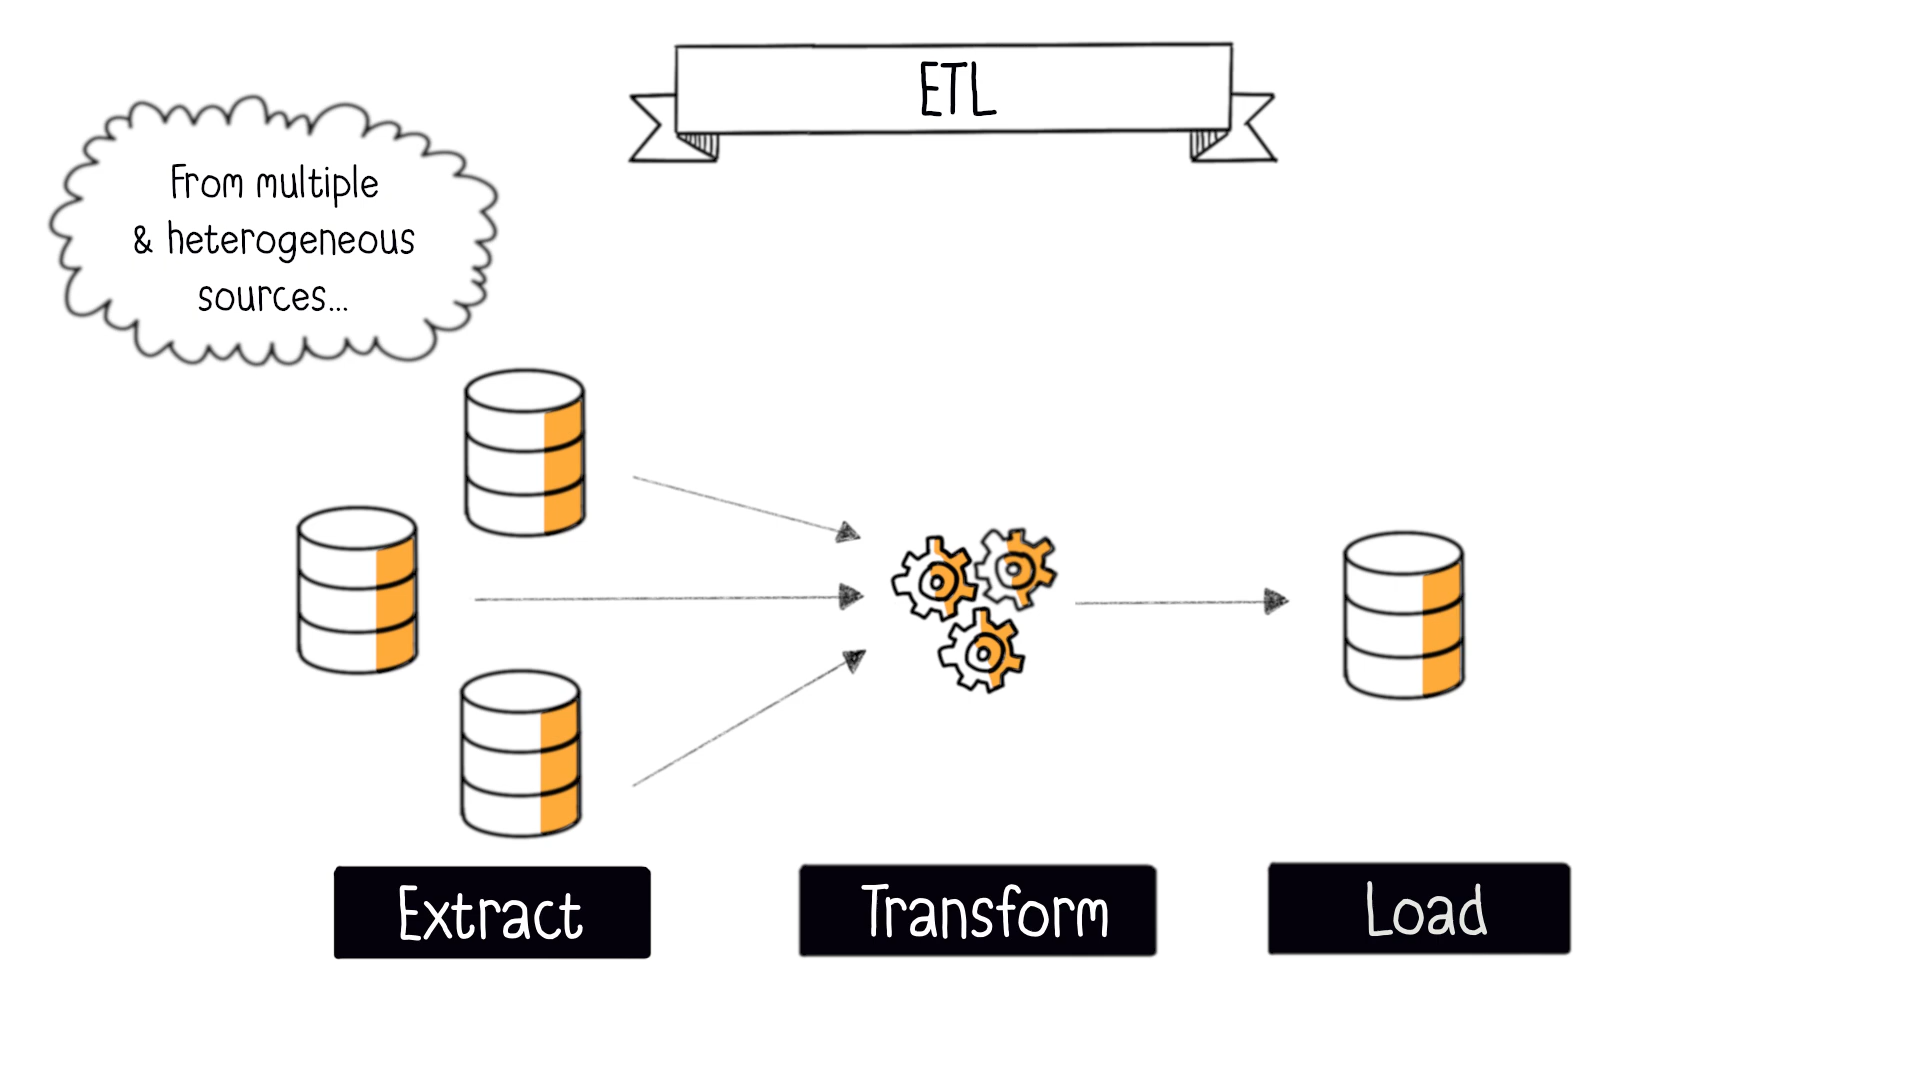 ETL
From multiple
& heterogeneous
sources...
Extract
Transform
Load